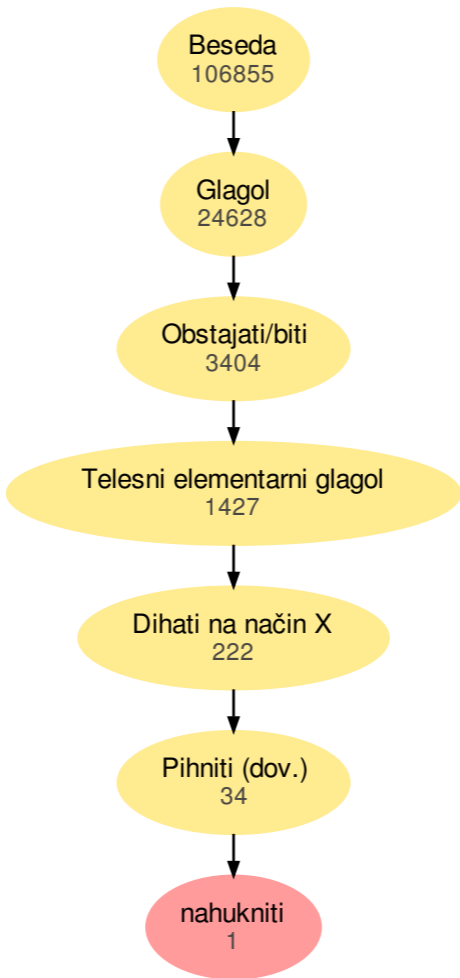 Beseda
106855
Glagol
24628
Obstajati/biti
3404
Telesni elementarni glagol
1427
Dihati na način X
222
Pihniti (dov.)
34
nahukniti
1